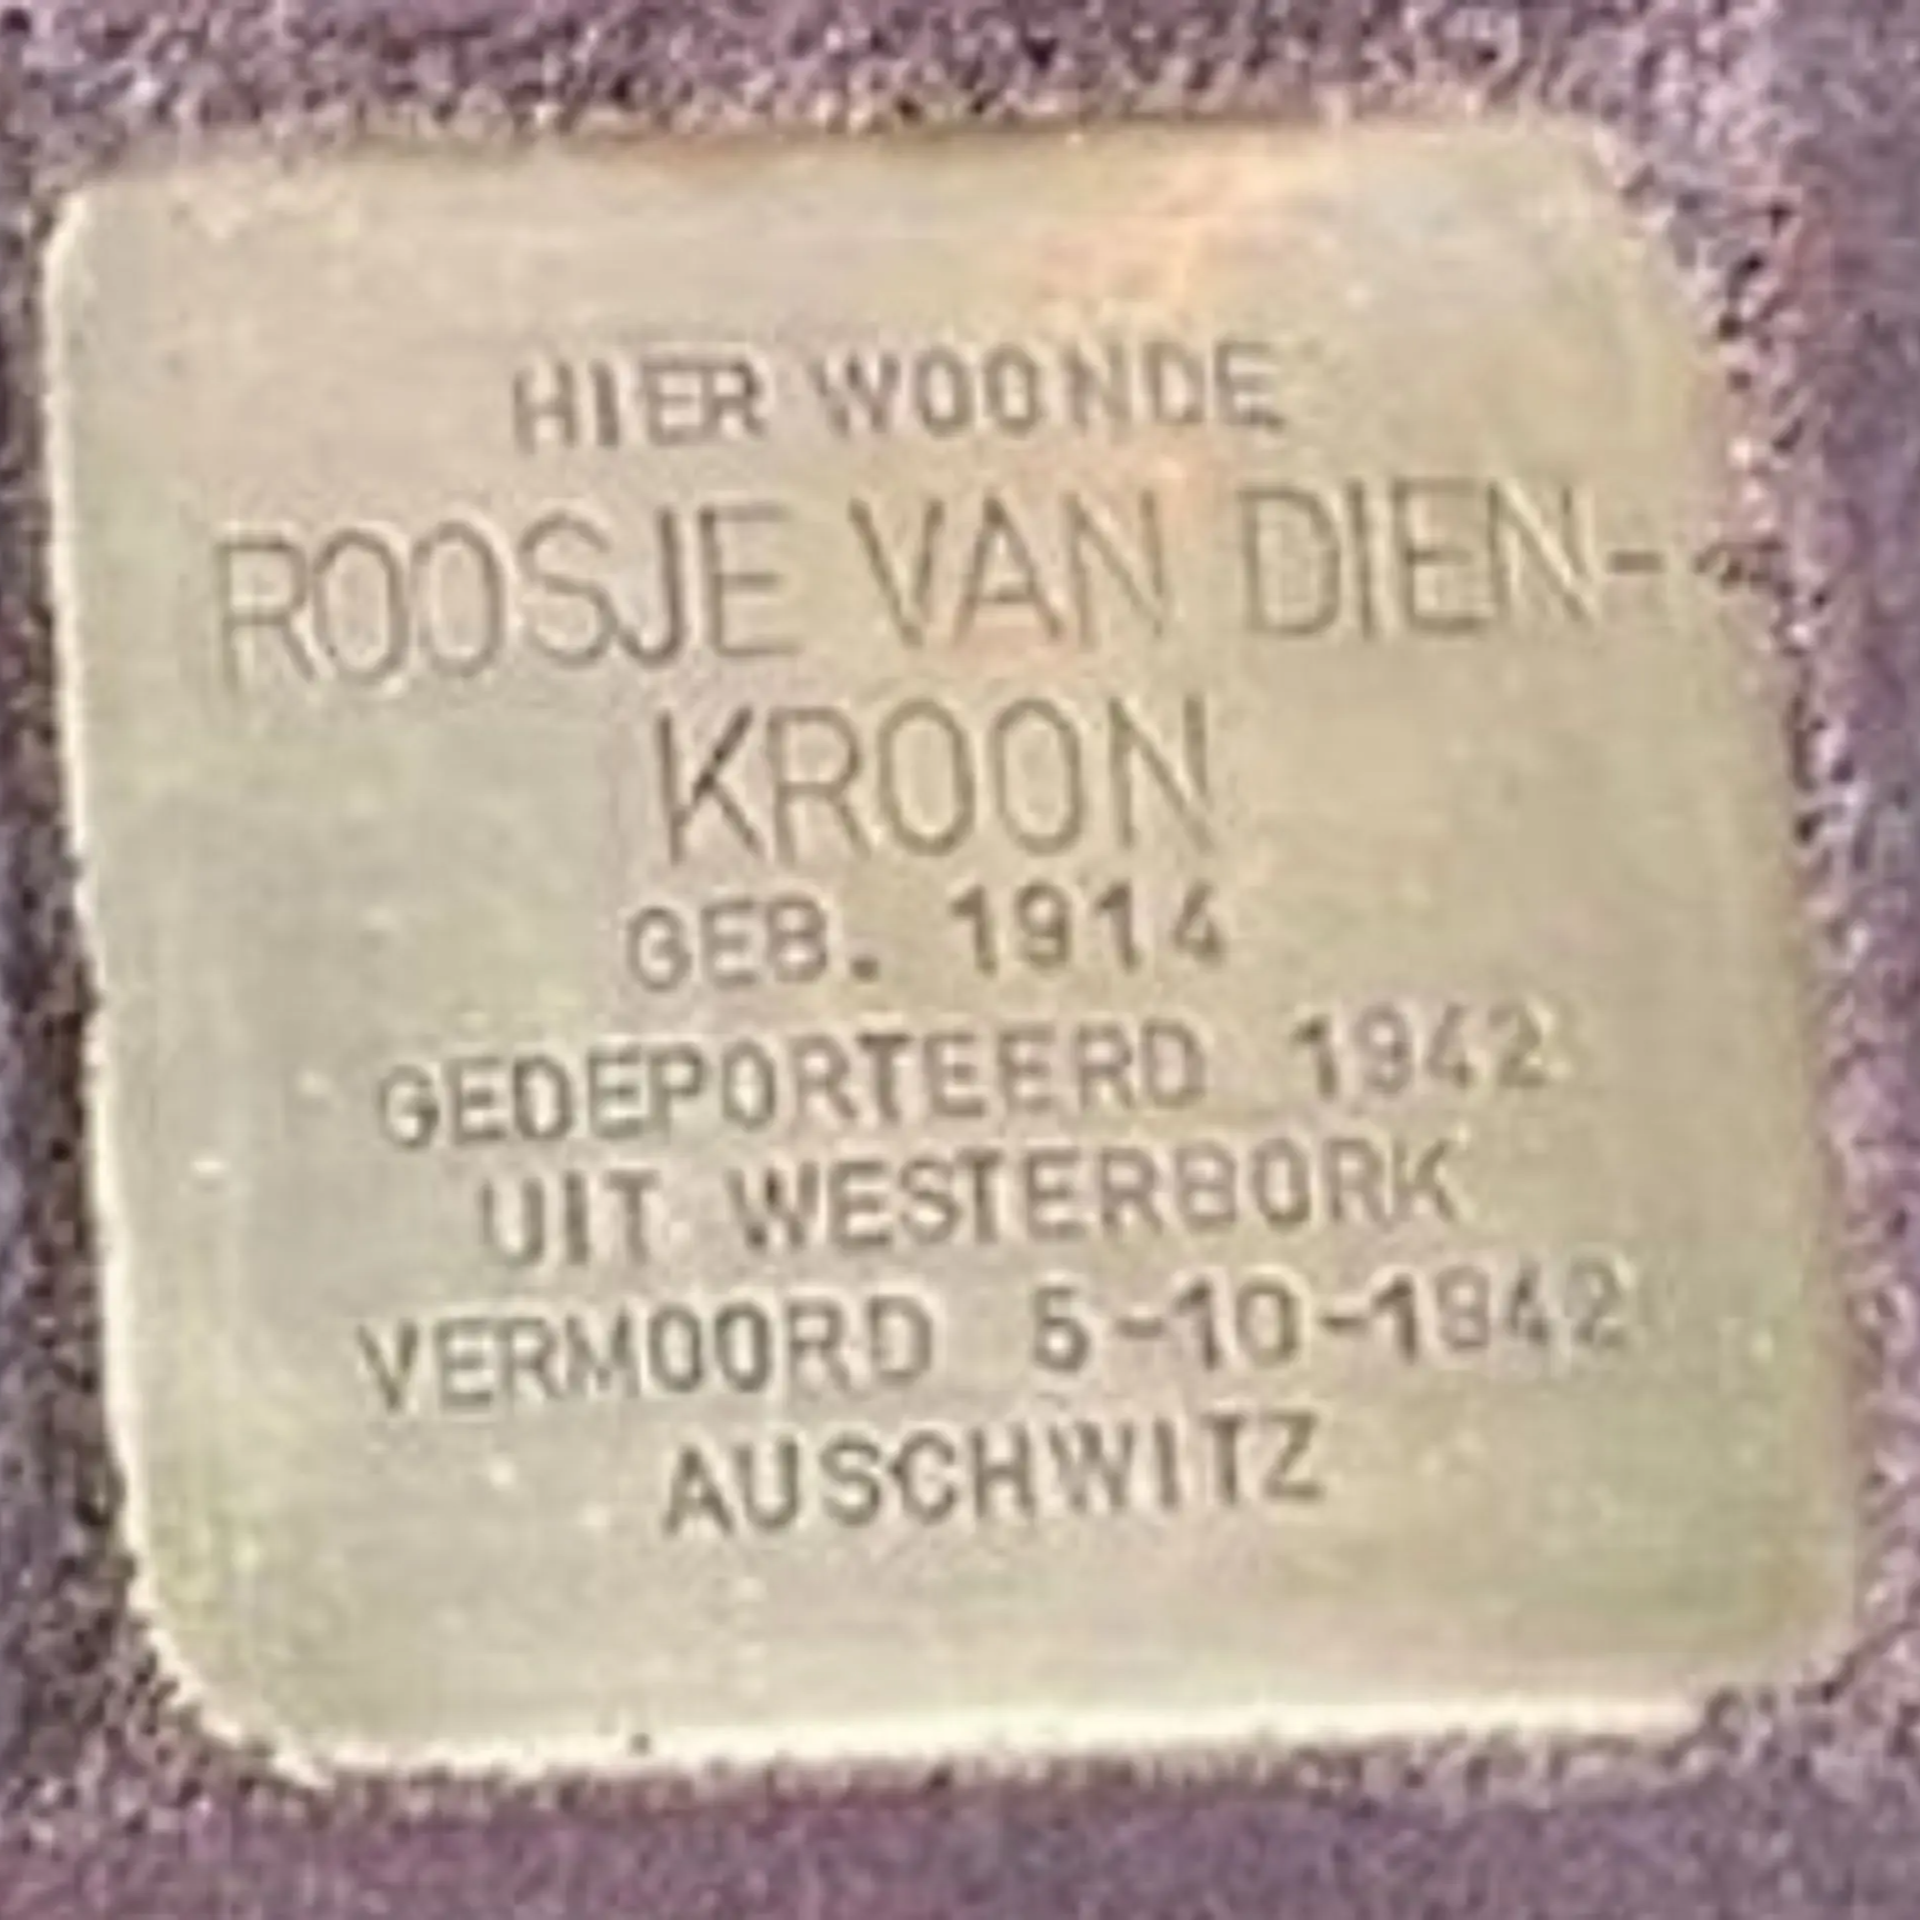 HIER WOONDE
ROOSJE VAN DIEN-
KROON
GEB. 1914
GEDEPORTEERD 1942
UIT WESTERBORK
VERMOORD 5-10-1942
AUSCHWITZ